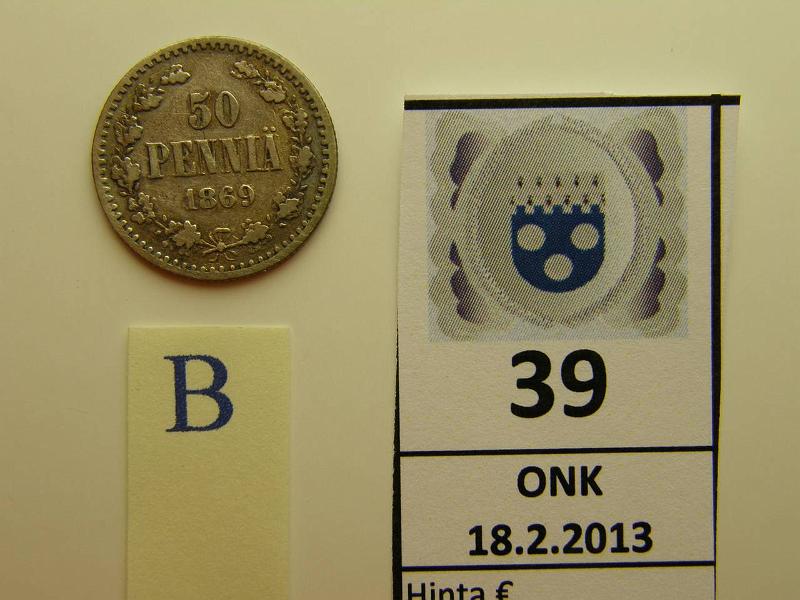 50
PENNIÄ
1869
B
39
ONK
18.2.2013
Hinta €